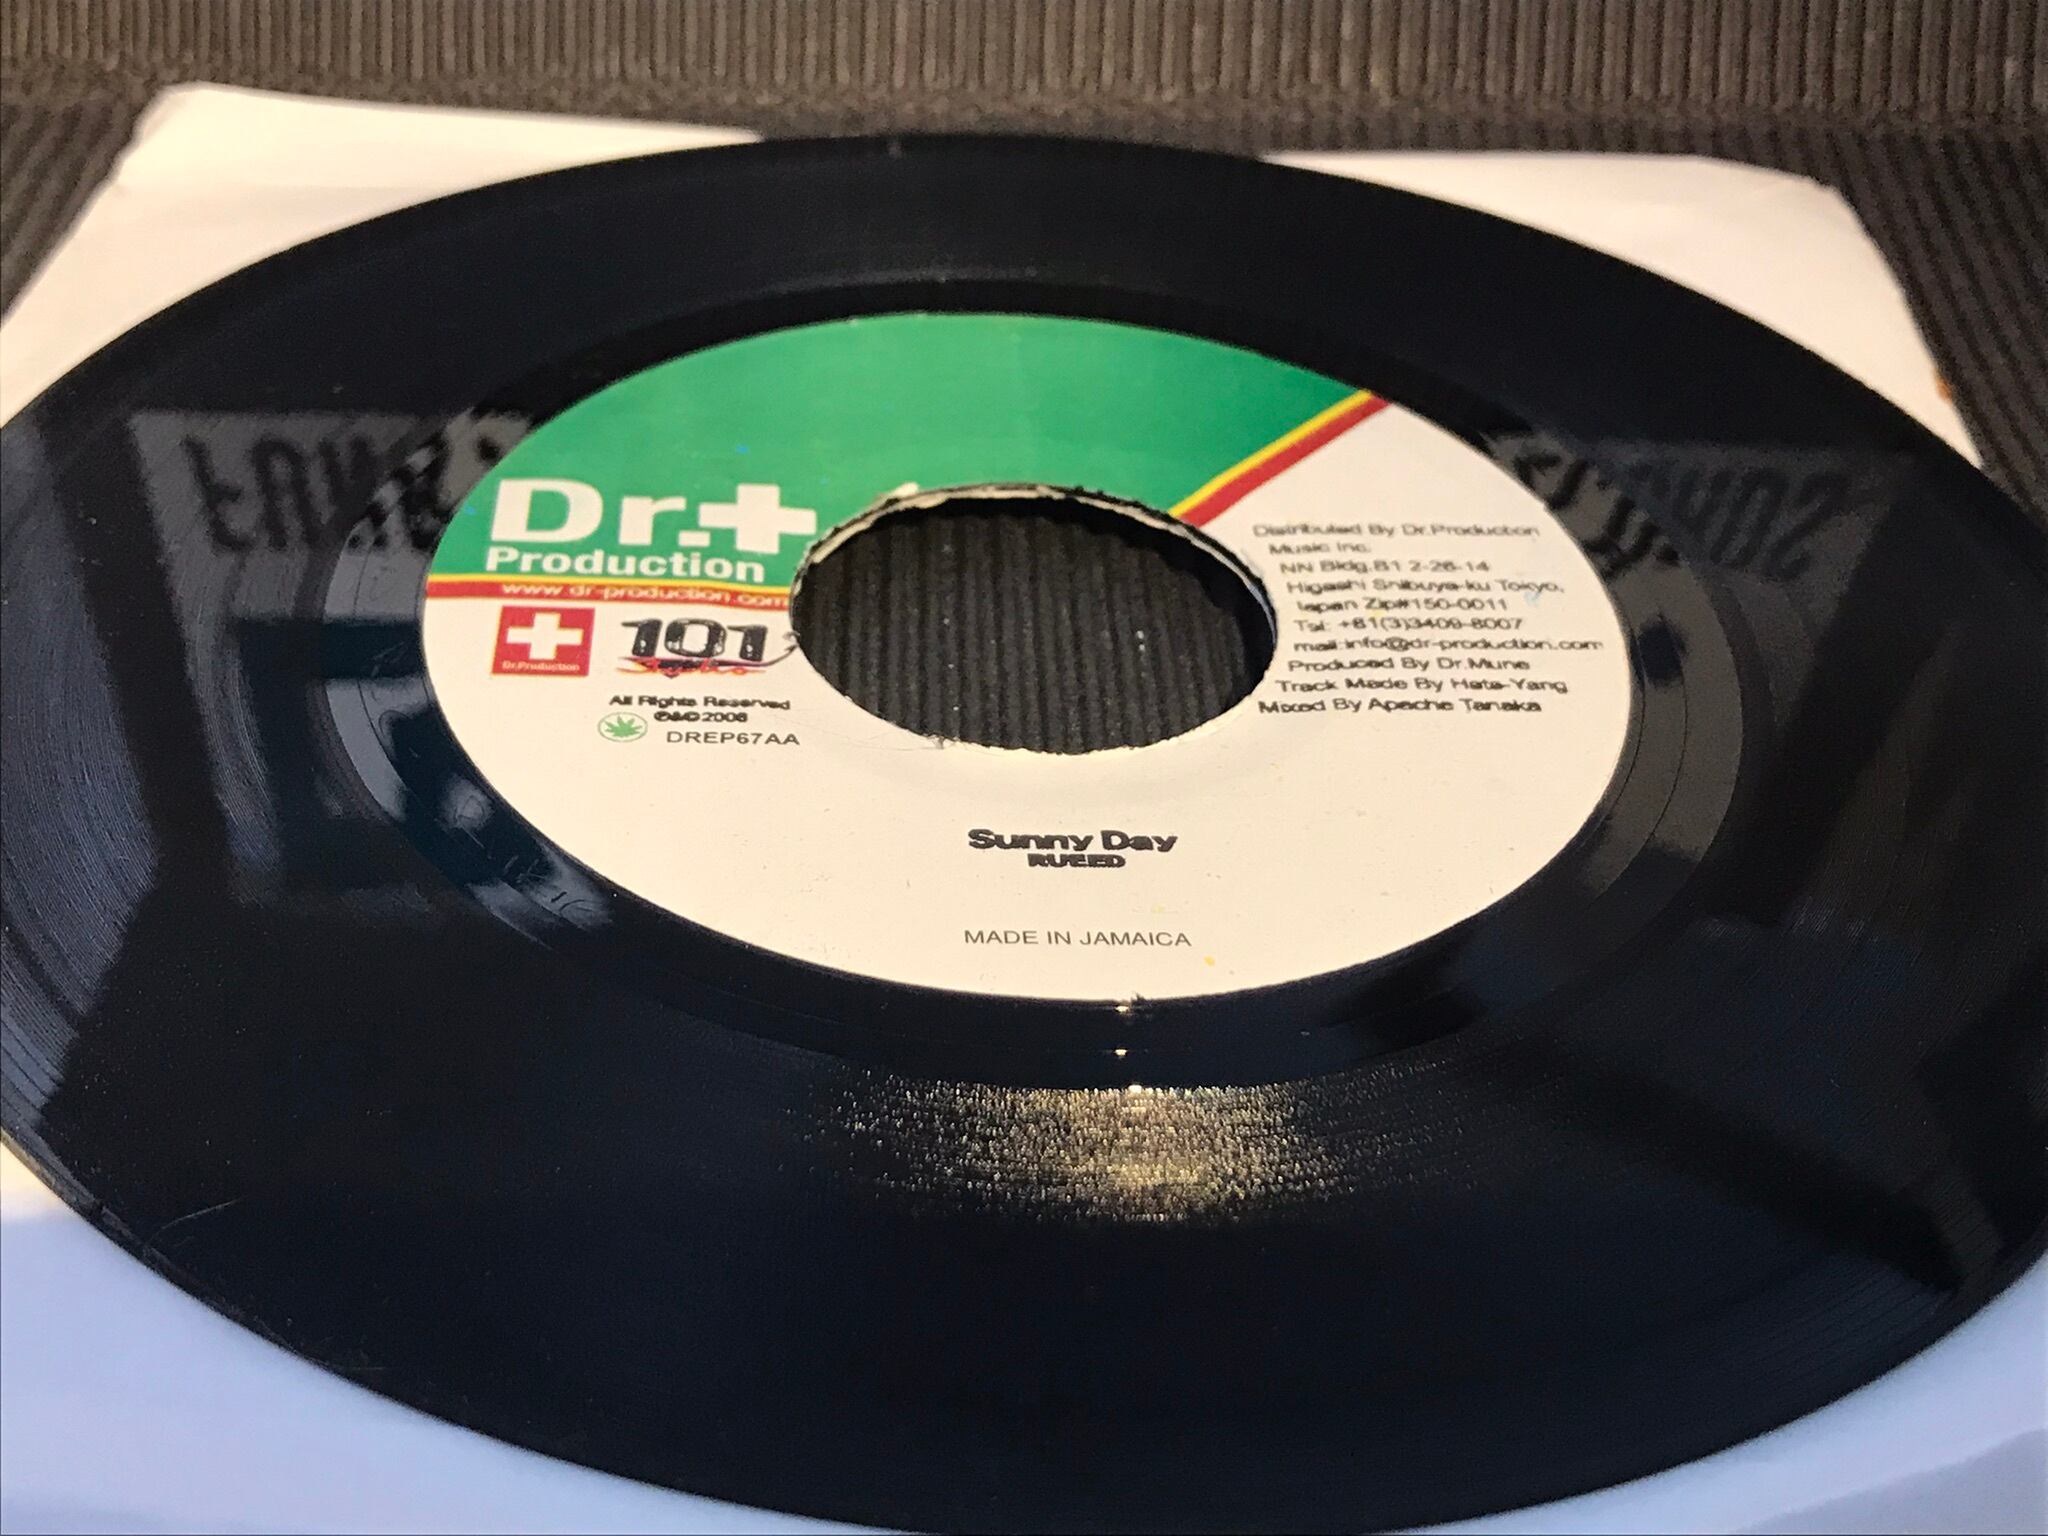 Dr.+
Production
www.dr-production.com
Dr.Production
101
Studio
All Rights Reserved
℗&© 2006
DREP67AA
Distributed By Dr.Production
Music Inc.
NN Bldg.B1 2-26-14
Higashi Shibuya-ku Tokyo,
Japan Zip#150-0011
Tel: +81(3)3409-8007
mail:info@dr-production.com
Produced By Dr.Mune
Track Made By Hata-Yang
Mixed By Apache Tanaka
Sunny Day
RUEED
MADE IN JAMAICA